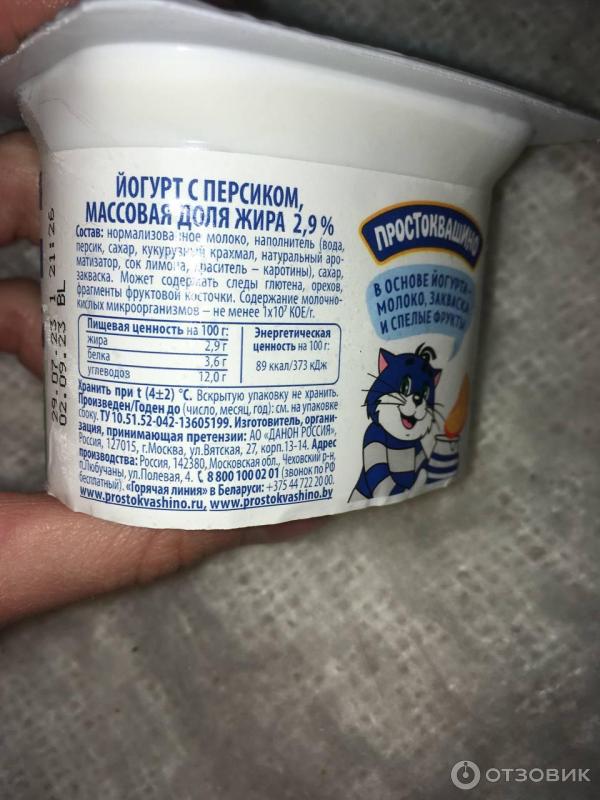 ЙОГУРТ С ПЕРСИКОМ,
МАССОВАЯ ДОЛЯ ЖИРА 2,9 %
Состав: нормализованное молоко, наполнитель (вода,
персик, сахар, кукурузный крахмал, натуральный аро-
матизатор, сок лимона, краситель – каротины), сахар,
закваска. Может содержать следы глютена, орехов,
фрагменты фруктовой косточки. Содержание молочно-
кислых микроорганизмов – не менее 1x10⁷ КОЕ/г.
Пищевая ценность на 100 г:
жира 2,9 г
белка 3,6 г
углеводов 12,0 г
Энергетическая
ценность на 100 г:
89 ккал/373 кДж
Хранить при t (4±2) °C. Вскрытую упаковку не хранить.
Произведен/Годен до (число, месяц, год): см. на упаковке
сбоку. ТУ 10.51.52-042-13605199. Изготовитель, органи-
зация, принимающая претензии: АО «ДАНОН РОССИЯ»,
Россия, 127015, г.Москва, ул.Вятская, 27, корп.13-14. Адрес
производства: Россия, 142380, Московская обл., Чеховский р-н,
п.Любучаны, ул.Полевая, 4. 8 800 100 02 01 (звонок по РФ
бесплатный). «Горячая линия» в Беларуси: +375 44 722 20 00.
www.prostokvashino.ru, www.prostokvashino.by
29.07.23 1 21:26
02.09.23 BL
ПРОСТОКВАШИНО
В ОСНОВЕ ЙОГУРТА –
МОЛОКО, ЗАКВАСКА
И СПЕЛЫЕ ФРУКТЫ
ОТЗОВИК